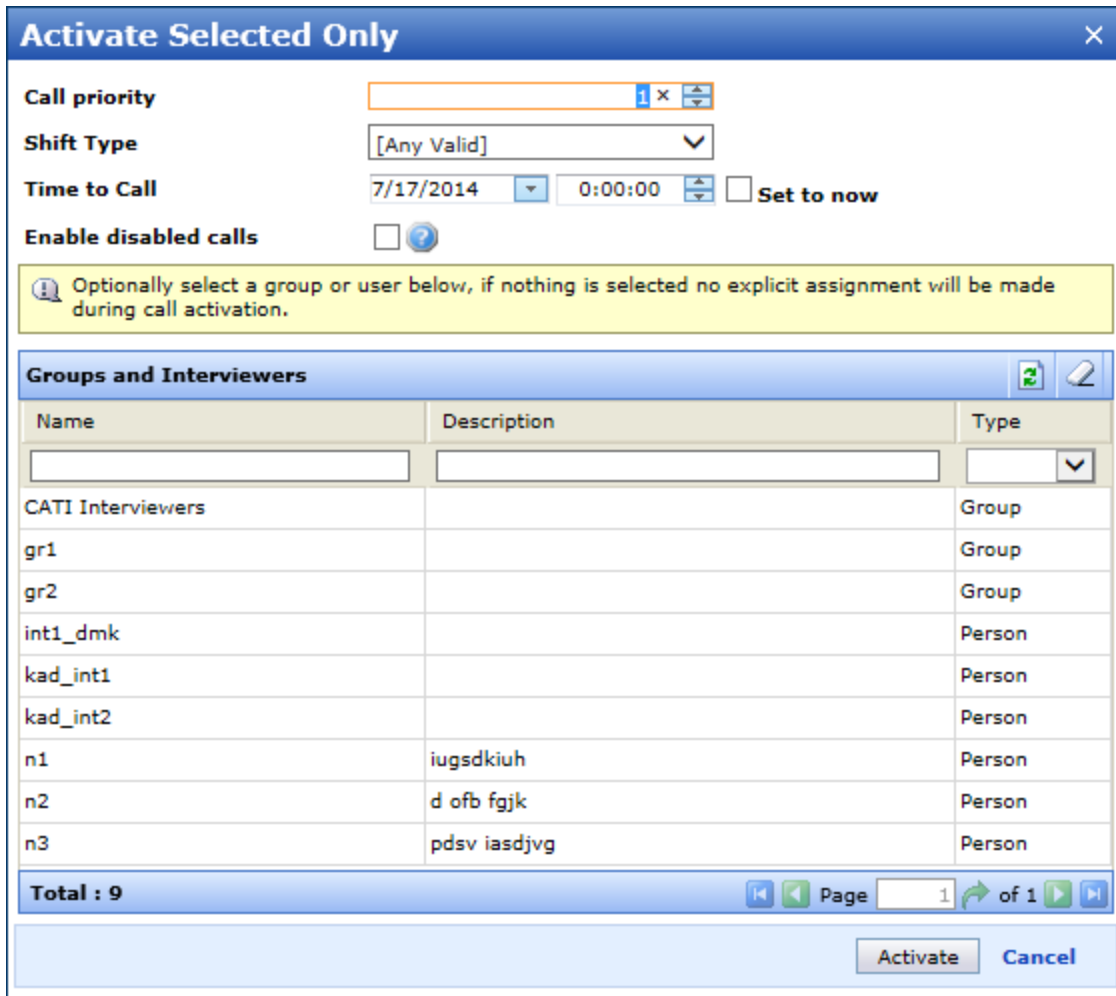 Activate Selected Only
Call priority 1
Shift Type [Any Valid]
Time to Call 7/17/2014 0:00:00 Set to now
Enable disabled calls
Optionally select a group or user below, if nothing is selected no explicit assignment will be made
during call activation.
Groups and Interviewers
Name Description Type
CATI Interviewers Group
gr1 Group
gr2 Group
int1_dmk Person
kad_int1 Person
kad_int2 Person
n1 iugsdkiuh Person
n2 d ofb fgjk Person
n3 pdsv iasdjvg Person
Total : 9 Page 1 of 1
Activate Cancel